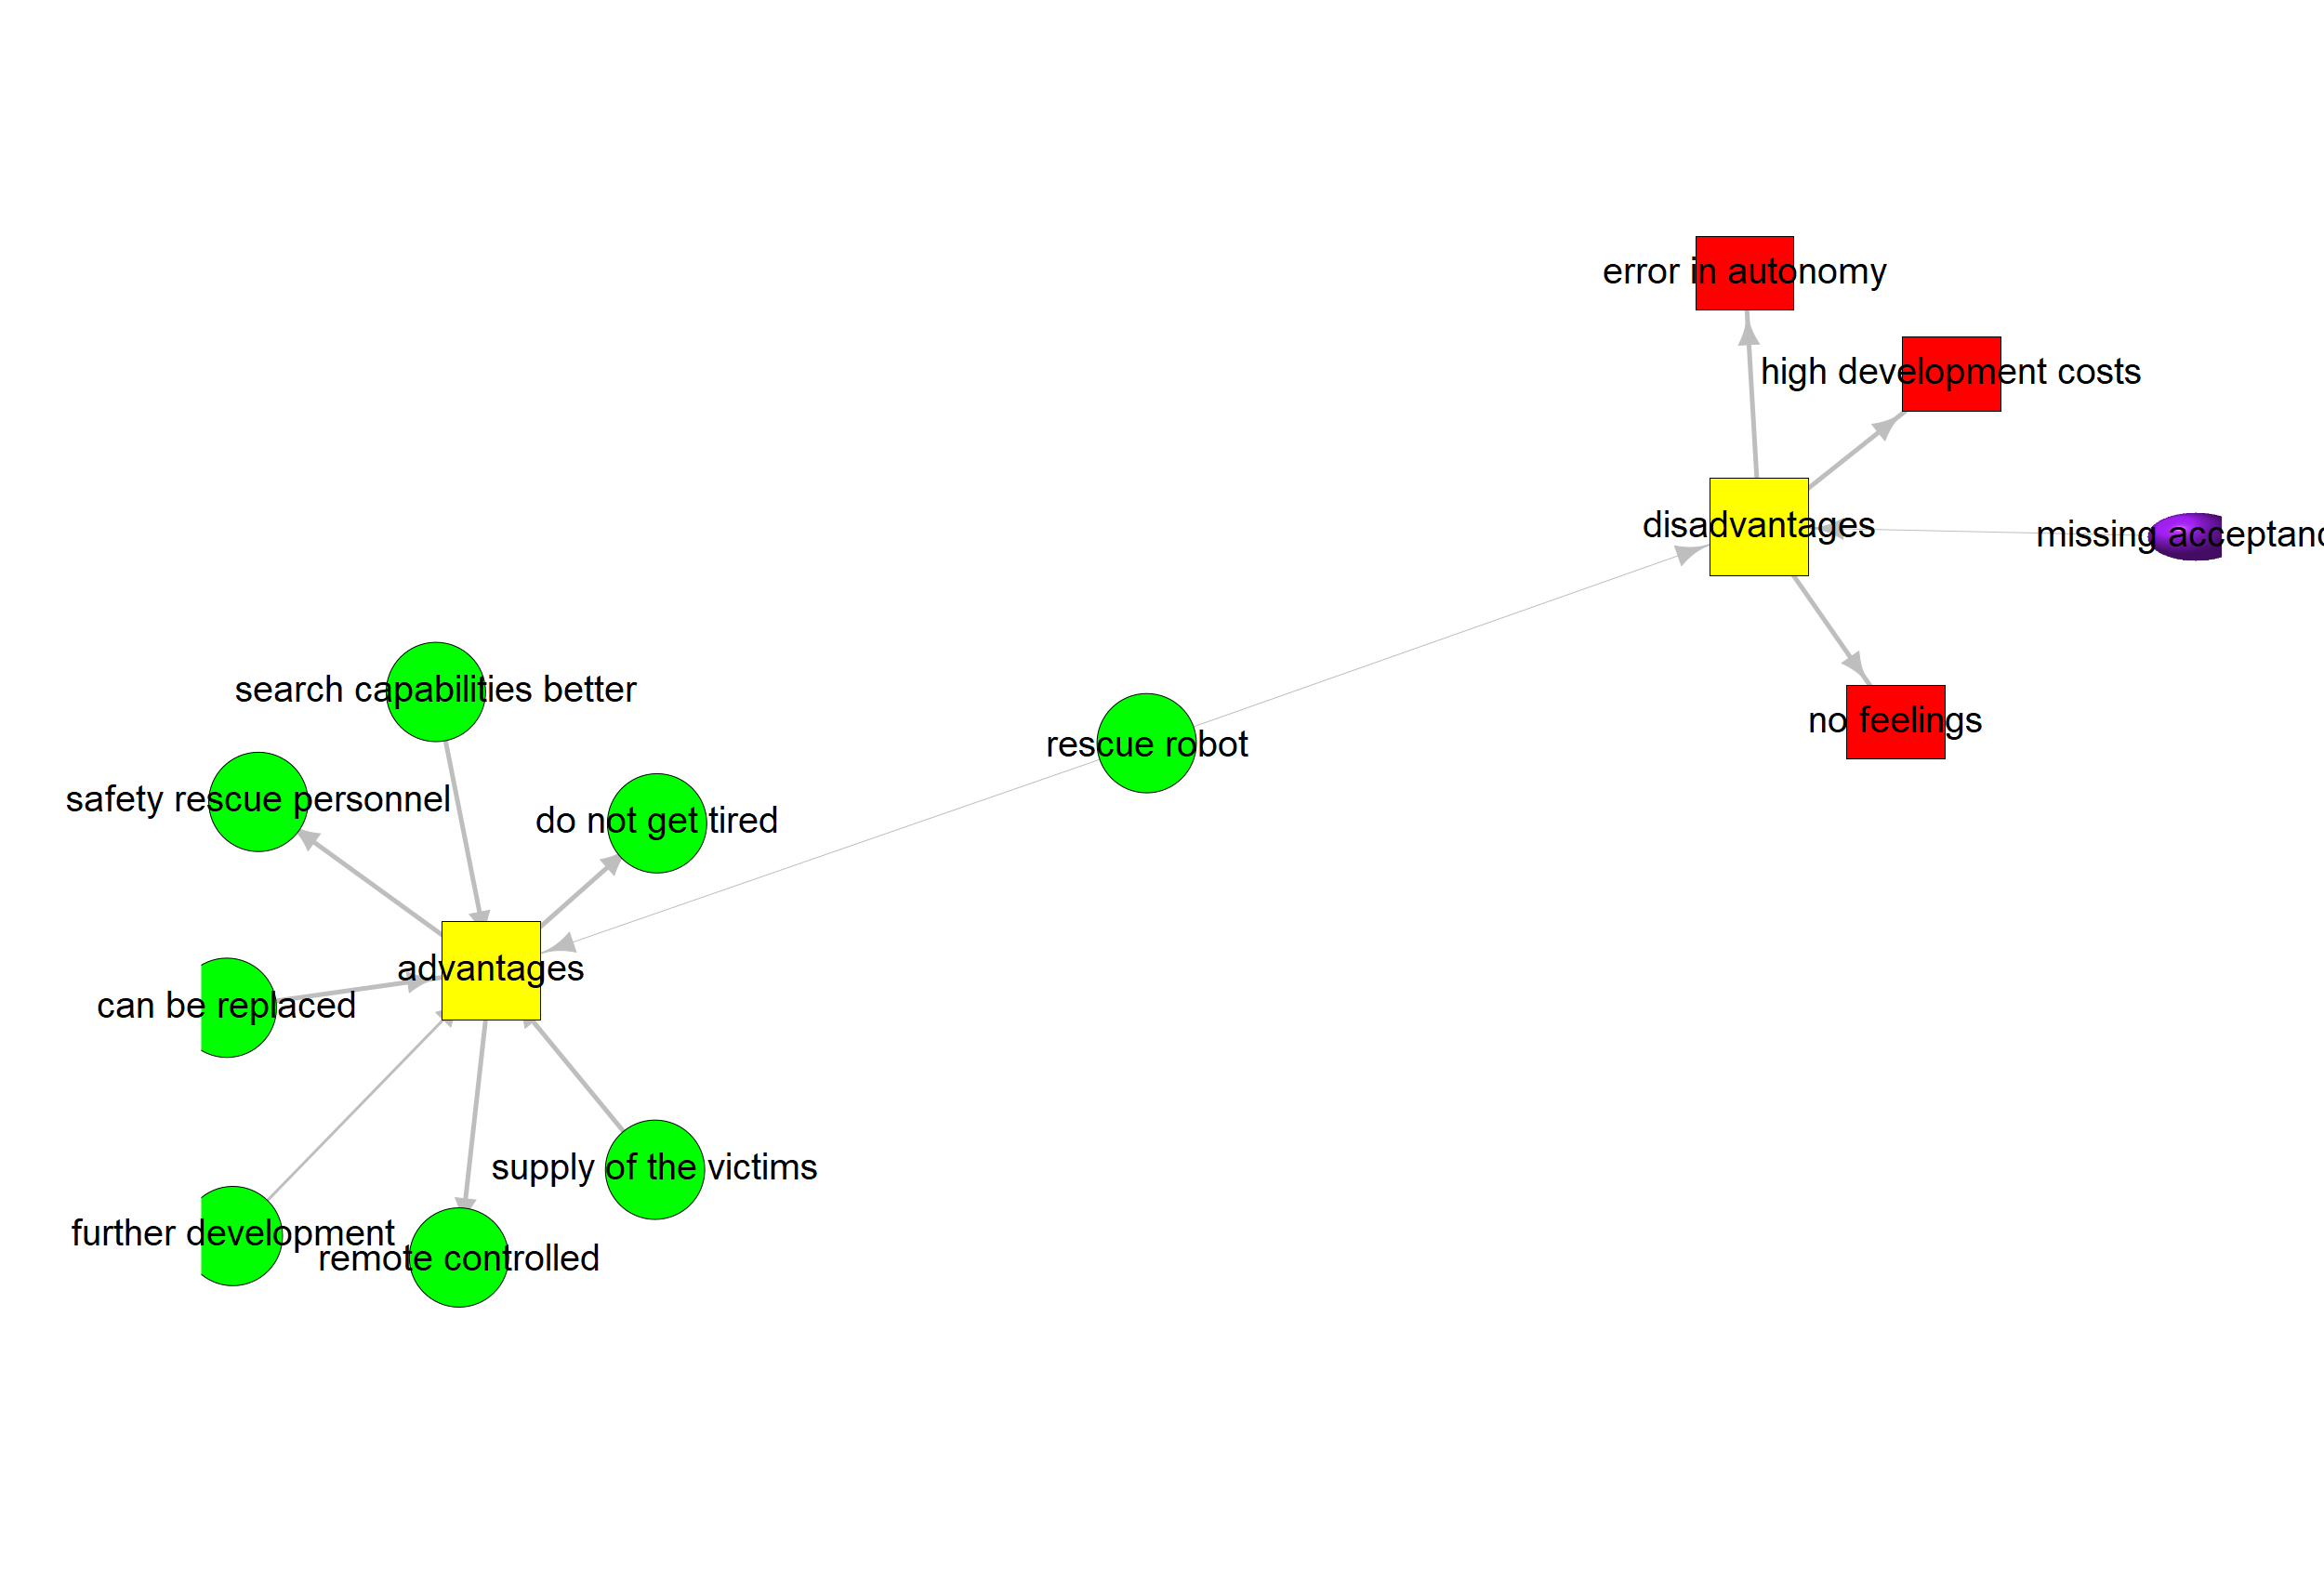 error in autonomy
high development costs
disadvantages
missing acceptanc
search capabilities better
no feelings
rescue robot
safety rescue personnel
do not get tired
advantages
can be replaced
supply of the victims
further development
remote controlled